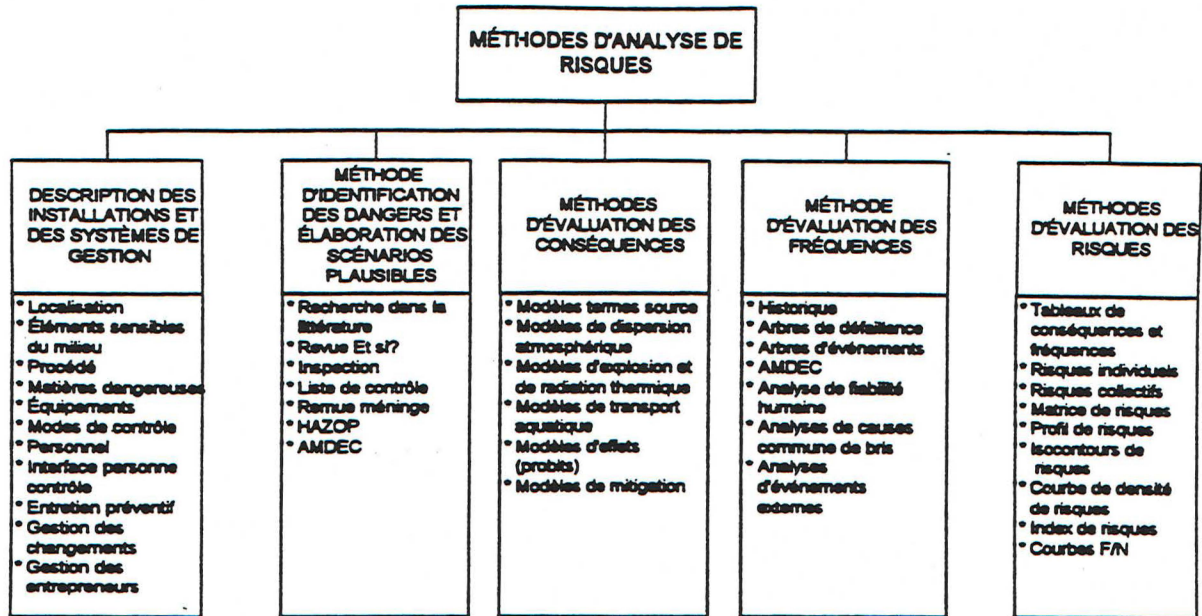 MÉTHODES D'ANALYSE DE
RISQUES
DESCRIPTION DES
INSTALLATIONS ET
DES SYSTÈMES DE
GESTION
* Localisation
* Éléments sensibles
du milieu
* Procédé
* Matières dangereuses
* Équipements
* Modes de contrôle
* Personnel
* Interface personne
contrôle
* Entretien préventif
* Gestion des
changements
* Gestion des
entrepreneurs
MÉTHODE
D'IDENTIFICATION
DES DANGERS ET
ÉLABORATION DES
SCÉNARIOS
PLAUSIBLES
* Recherche dans la
littérature
* Revue Et si?
* Inspection
* Liste de contrôle
* Remue méninge
* HAZOP
* AMDEC
MÉTHODES
D'ÉVALUATION DES
CONSÉQUENCES
* Modèles termes source
* Modèles de dispersion
atmosphérique
* Modèles d'explosion et
de radiation thermique
* Modèles de transport
aquatique
* Modèles d'effets
(probits)
* Modèles de mitigation
MÉTHODE
D'ÉVALUATION DES
FRÉQUENCES
* Historique
* Arbres de défaillance
* Arbres d'événements
* AMDEC
* Analyse de fiabilité
humaine
* Analyses de causes
commune de bris
* Analyses
d'événements
externes
MÉTHODES
D'ÉVALUATION DES
RISQUES
* Tableaux de
conséquences et
fréquences
* Risques individuels
* Risques collectifs
* Matrice de risques
* Profil de risques
* Isocontours de
risques
* Courbe de densité
de risques
* Index de risques
* Courbes F/N